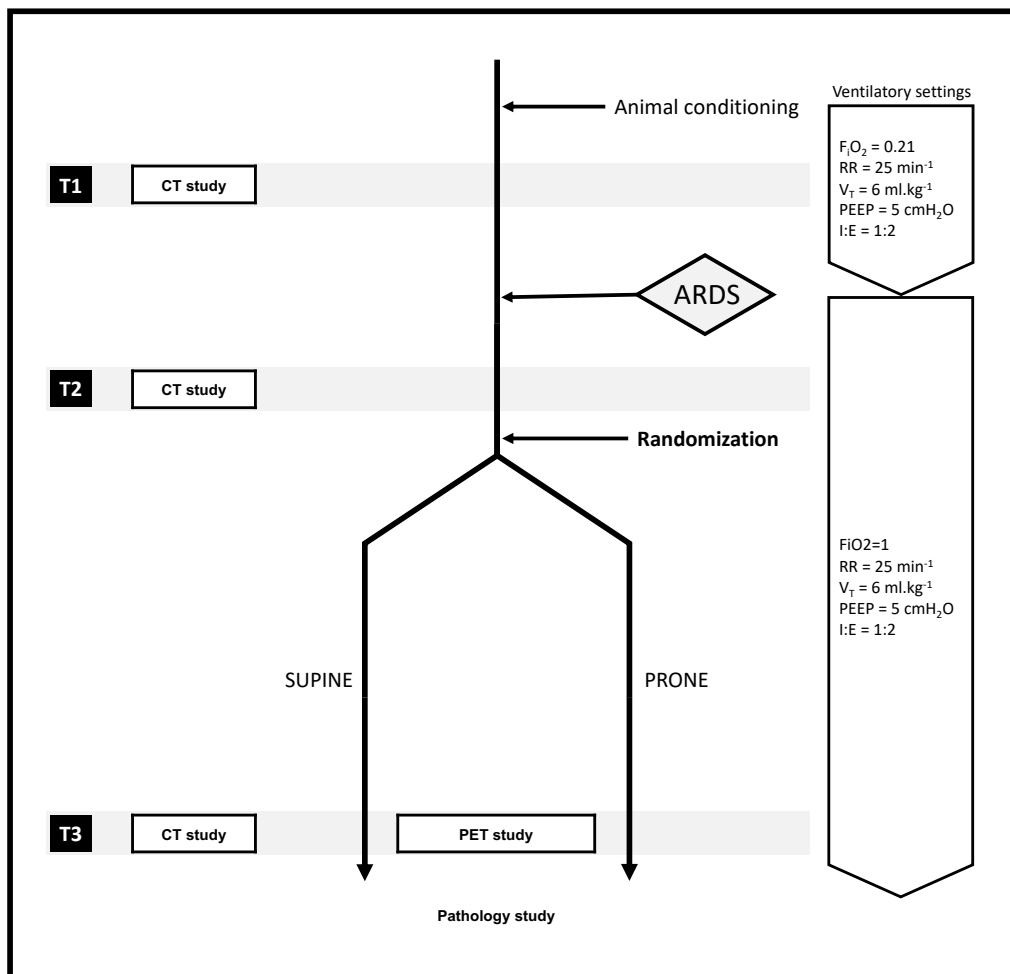 Ventilatory settings
Animal conditioning
FᵢO₂ = 0.21
RR = 25 min⁻¹
V_T = 6 ml.kg⁻¹
PEEP = 5 cmH₂O
I:E = 1:2
T1
CT study
ARDS
T2
CT study
Randomization
FiO2=1
RR = 25 min⁻¹
V_T = 6 ml.kg⁻¹
PEEP = 5 cmH₂O
I:E = 1:2
SUPINE
PRONE
T3
CT study
PET study
Pathology study